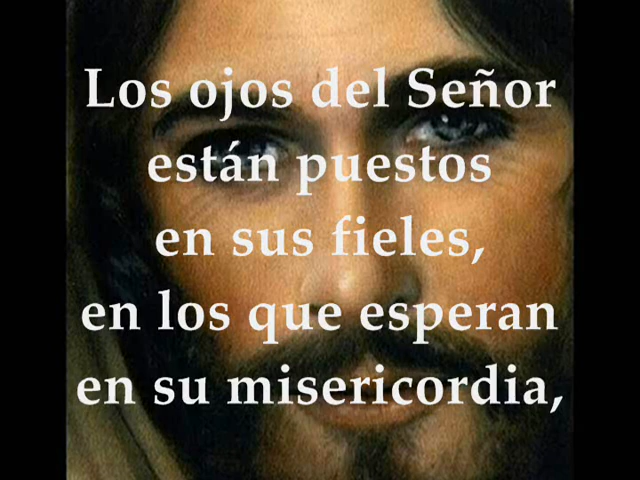 Los ojos del Señor
están puestos
en sus fieles,
en los que esperan
en su misericordia,